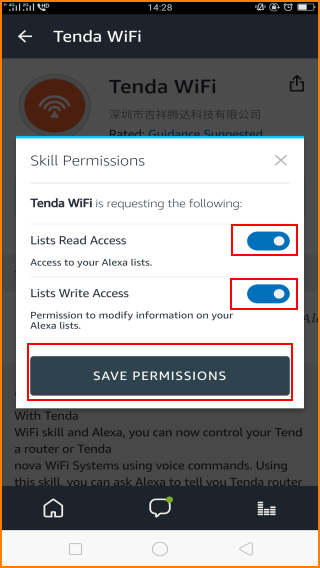 4G 2G 14:28
Tenda WiFi
Tenda WiFi
深圳市吉祥腾达科技有限公司
Rated: Guidance Suggested
Skill Permissions
Tenda WiFi is requesting the following:
Lists Read Access
Access to your Alexa lists.
Lists Write Access
Permission to modify information on your
Alexa lists.
SAVE PERMISSIONS
With Tenda
WiFi skill and Alexa, you can now control your Tend
a router or Tenda
nova WiFi Systems using voice commands. Using
this skill, you can ask Alexa to tell you Tenda router